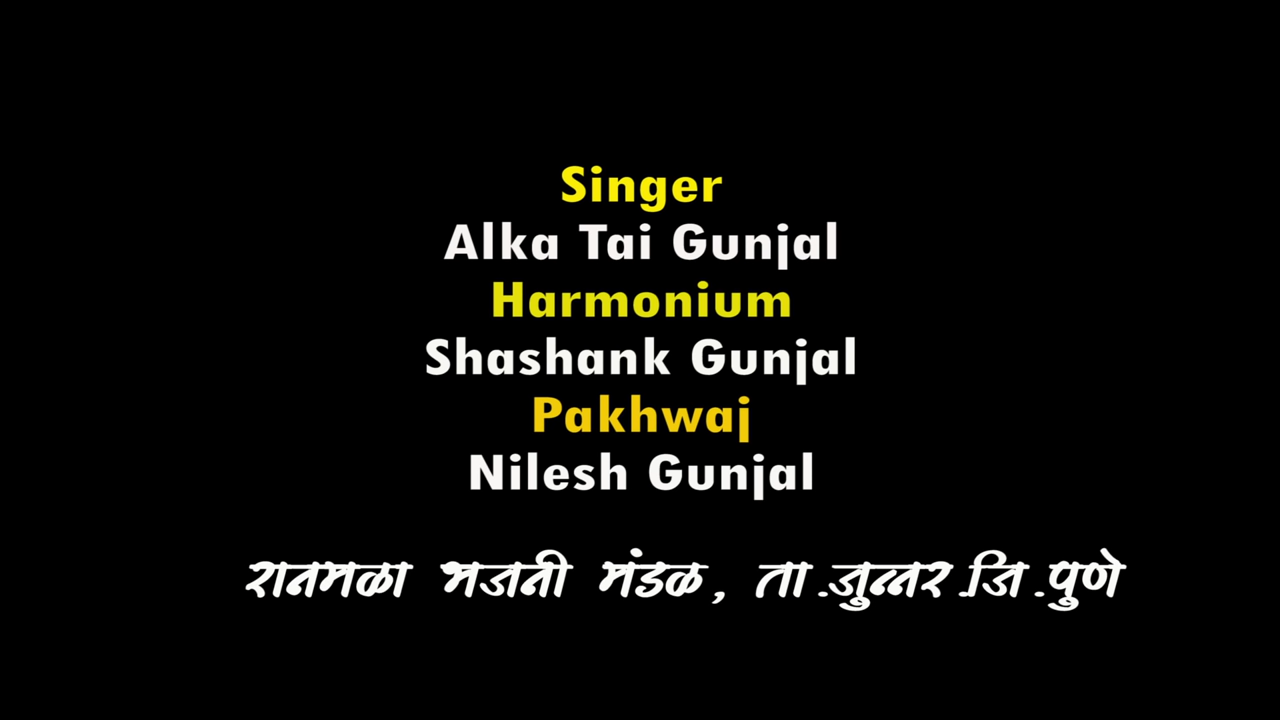 Singer
Alka Tai Gunjal
Harmonium
Shashank Gunjal
Pakhwaj
Nilesh Gunjal
रानमळा भजनी मंडळ, ता.जुन्नर.जि.पुणे